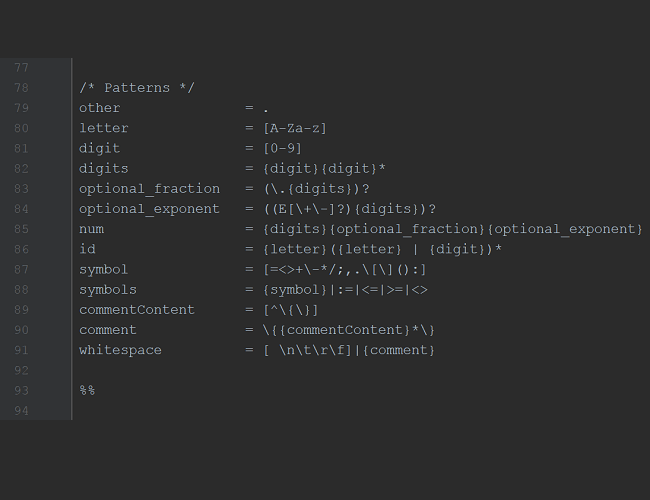 77
78 /* Patterns */
79 other = .
80 letter = [A-Za-z]
81 digit = [0-9]
82 digits = {digit}{digit}*
83 optional_fraction = (\.{digits})?
84 optional_exponent = ((E[\+\-]?){digits})?
85 num = {digits}{optional_fraction}{optional_exponent}
86 id = {letter}({letter} | {digit})*
87 symbol = [=<>+\-*/;,.\[\]():]
88 symbols = {symbol}|:=|<=|>=|<>
89 commentContent = [^\{\}]
90 comment = \{{commentContent}*\}
91 whitespace = [ \n\t\r\f]|{comment}
92
93 %%
94